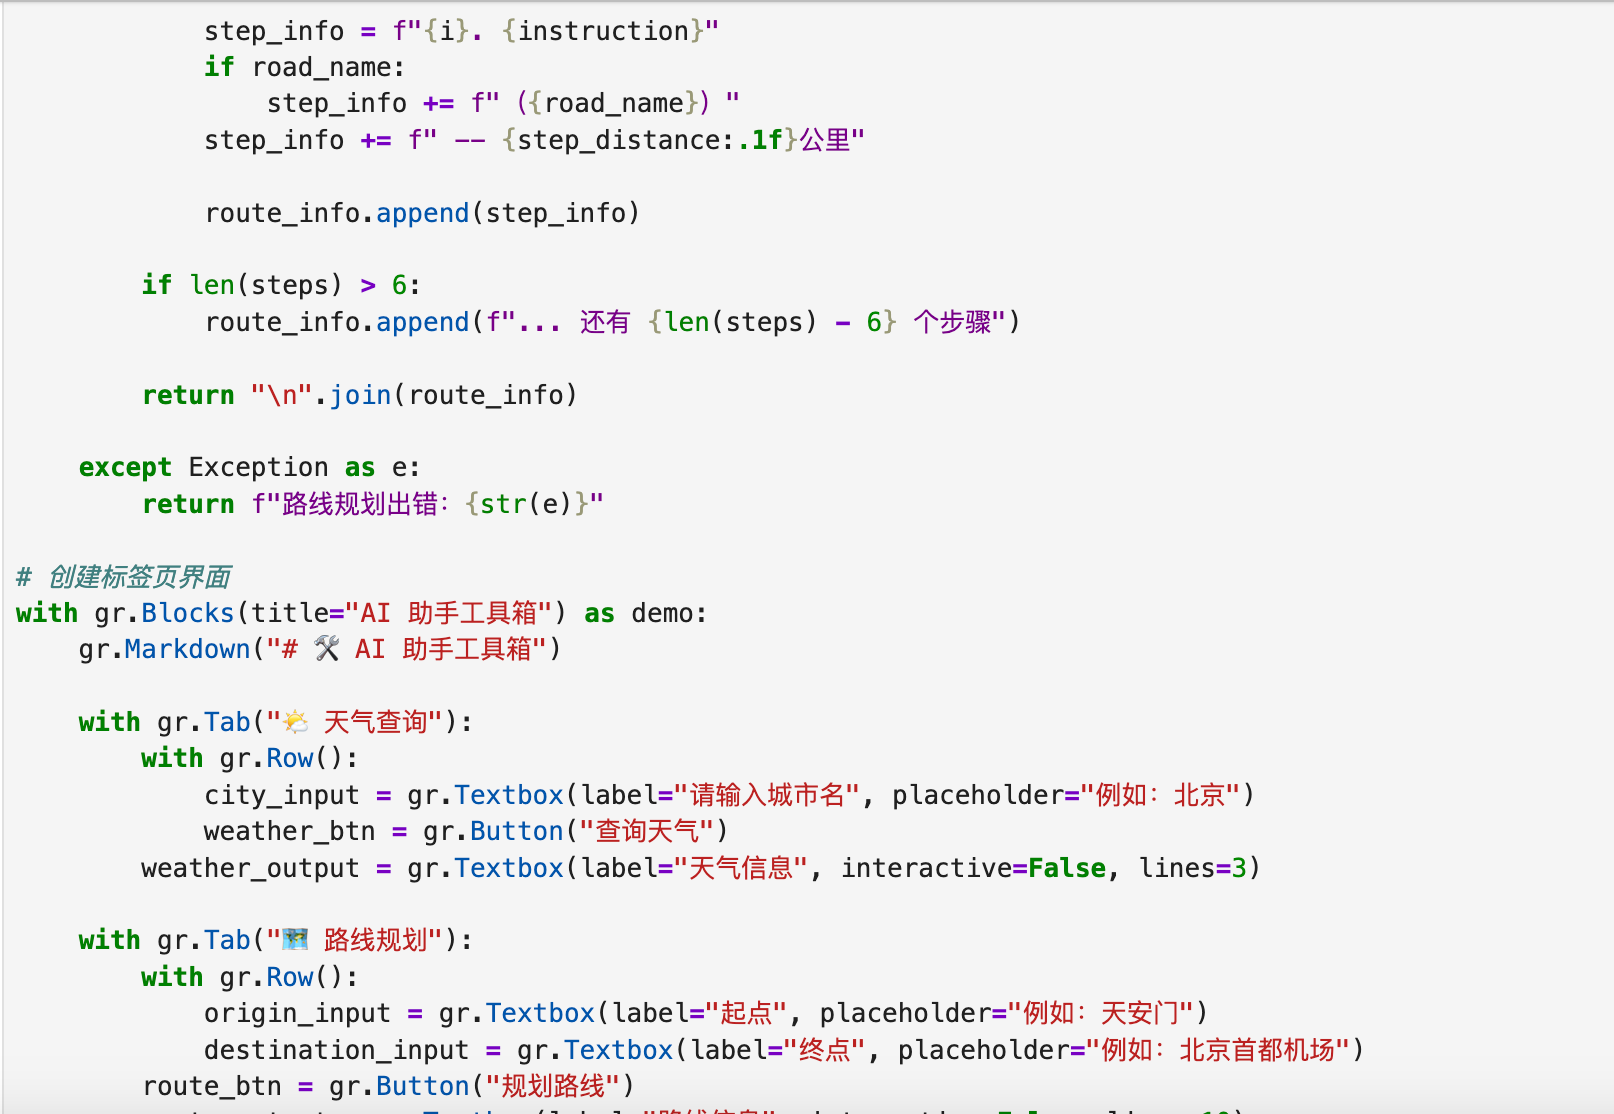 step_info = f"{i}. {instruction}"
if road_name:
step_info += f"（{road_name}）"
step_info += f" -- {step_distance:.1f}公里"
route_info.append(step_info)
if len(steps) > 6:
route_info.append(f"... 还有 {len(steps) - 6} 个步骤")
return "\n".join(route_info)
except Exception as e:
return f"路线规划出错：{str(e)}"
# 创建标签页界面
with gr.Blocks(title="AI 助手工具箱") as demo:
gr.Markdown("# 🛠️ AI 助手工具箱")
with gr.Tab("🌤️ 天气查询"):
with gr.Row():
city_input = gr.Textbox(label="请输入城市名", placeholder="例如：北京")
weather_btn = gr.Button("查询天气")
weather_output = gr.Textbox(label="天气信息", interactive=False, lines=3)
with gr.Tab("🗺️ 路线规划"):
with gr.Row():
origin_input = gr.Textbox(label="起点", placeholder="例如：天安门")
destination_input = gr.Textbox(label="终点", placeholder="例如：北京首都机场")
route_btn = gr.Button("规划路线")